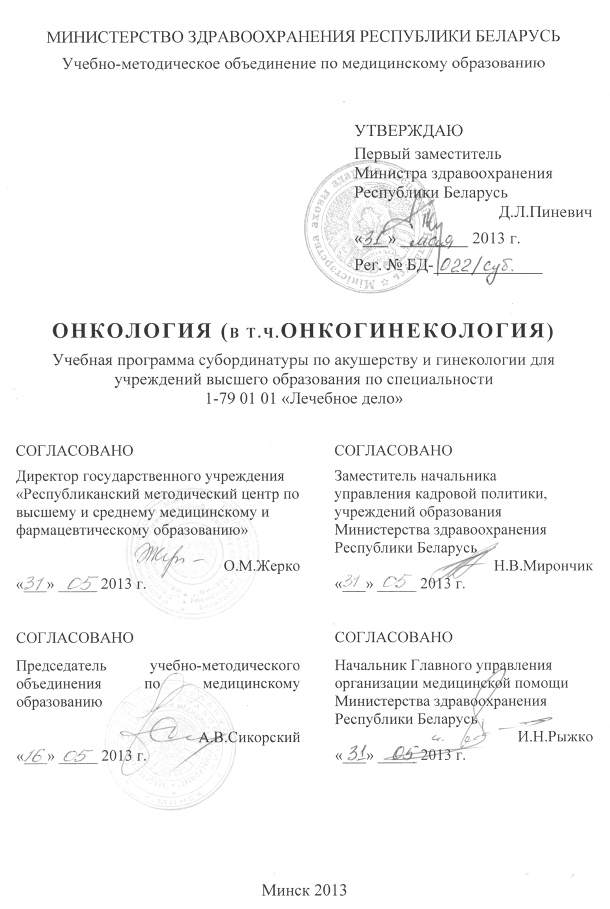 МИНИСТЕРСТВО ЗДРАВООХРАНЕНИЯ РЕСПУБЛИКИ БЕЛАРУСЬ
Учебно-методическое объединение по медицинскому образованию
УТВЕРЖДАЮ
Первый заместитель
Министра здравоохранения
Республики Беларусь
Д.Л.Пиневич
«31» мая 2013 г.
Рег. № БД-022/суб.
ОНКОЛОГИЯ (В Т.Ч.ОНКОГИНЕКОЛОГИЯ)
Учебная программа субординатуры по акушерству и гинекологии для
учреждений высшего образования по специальности
1-79 01 01 «Лечебное дело»
СОГЛАСОВАНО
Директор государственного учреждения
«Республиканский методический центр по
высшему и среднему медицинскому и
фармацевтическому образованию»
О.М.Жерко
«31» 05 2013 г.
СОГЛАСОВАНО
Заместитель начальника
управления кадровой политики,
учреждений образования
Министерства здравоохранения
Республики Беларусь
Н.В.Мирончик
«31» 05 2013 г.
СОГЛАСОВАНО
Председатель учебно-методического
объединения по медицинскому
образованию
А.В.Сикорский
«16» 05 2013 г.
СОГЛАСОВАНО
Начальник Главного управления
организации медицинской помощи
Министерства здравоохранения
Республики Беларусь
И.Н.Рыжко
«31» 05 2013 г.
Минск 2013